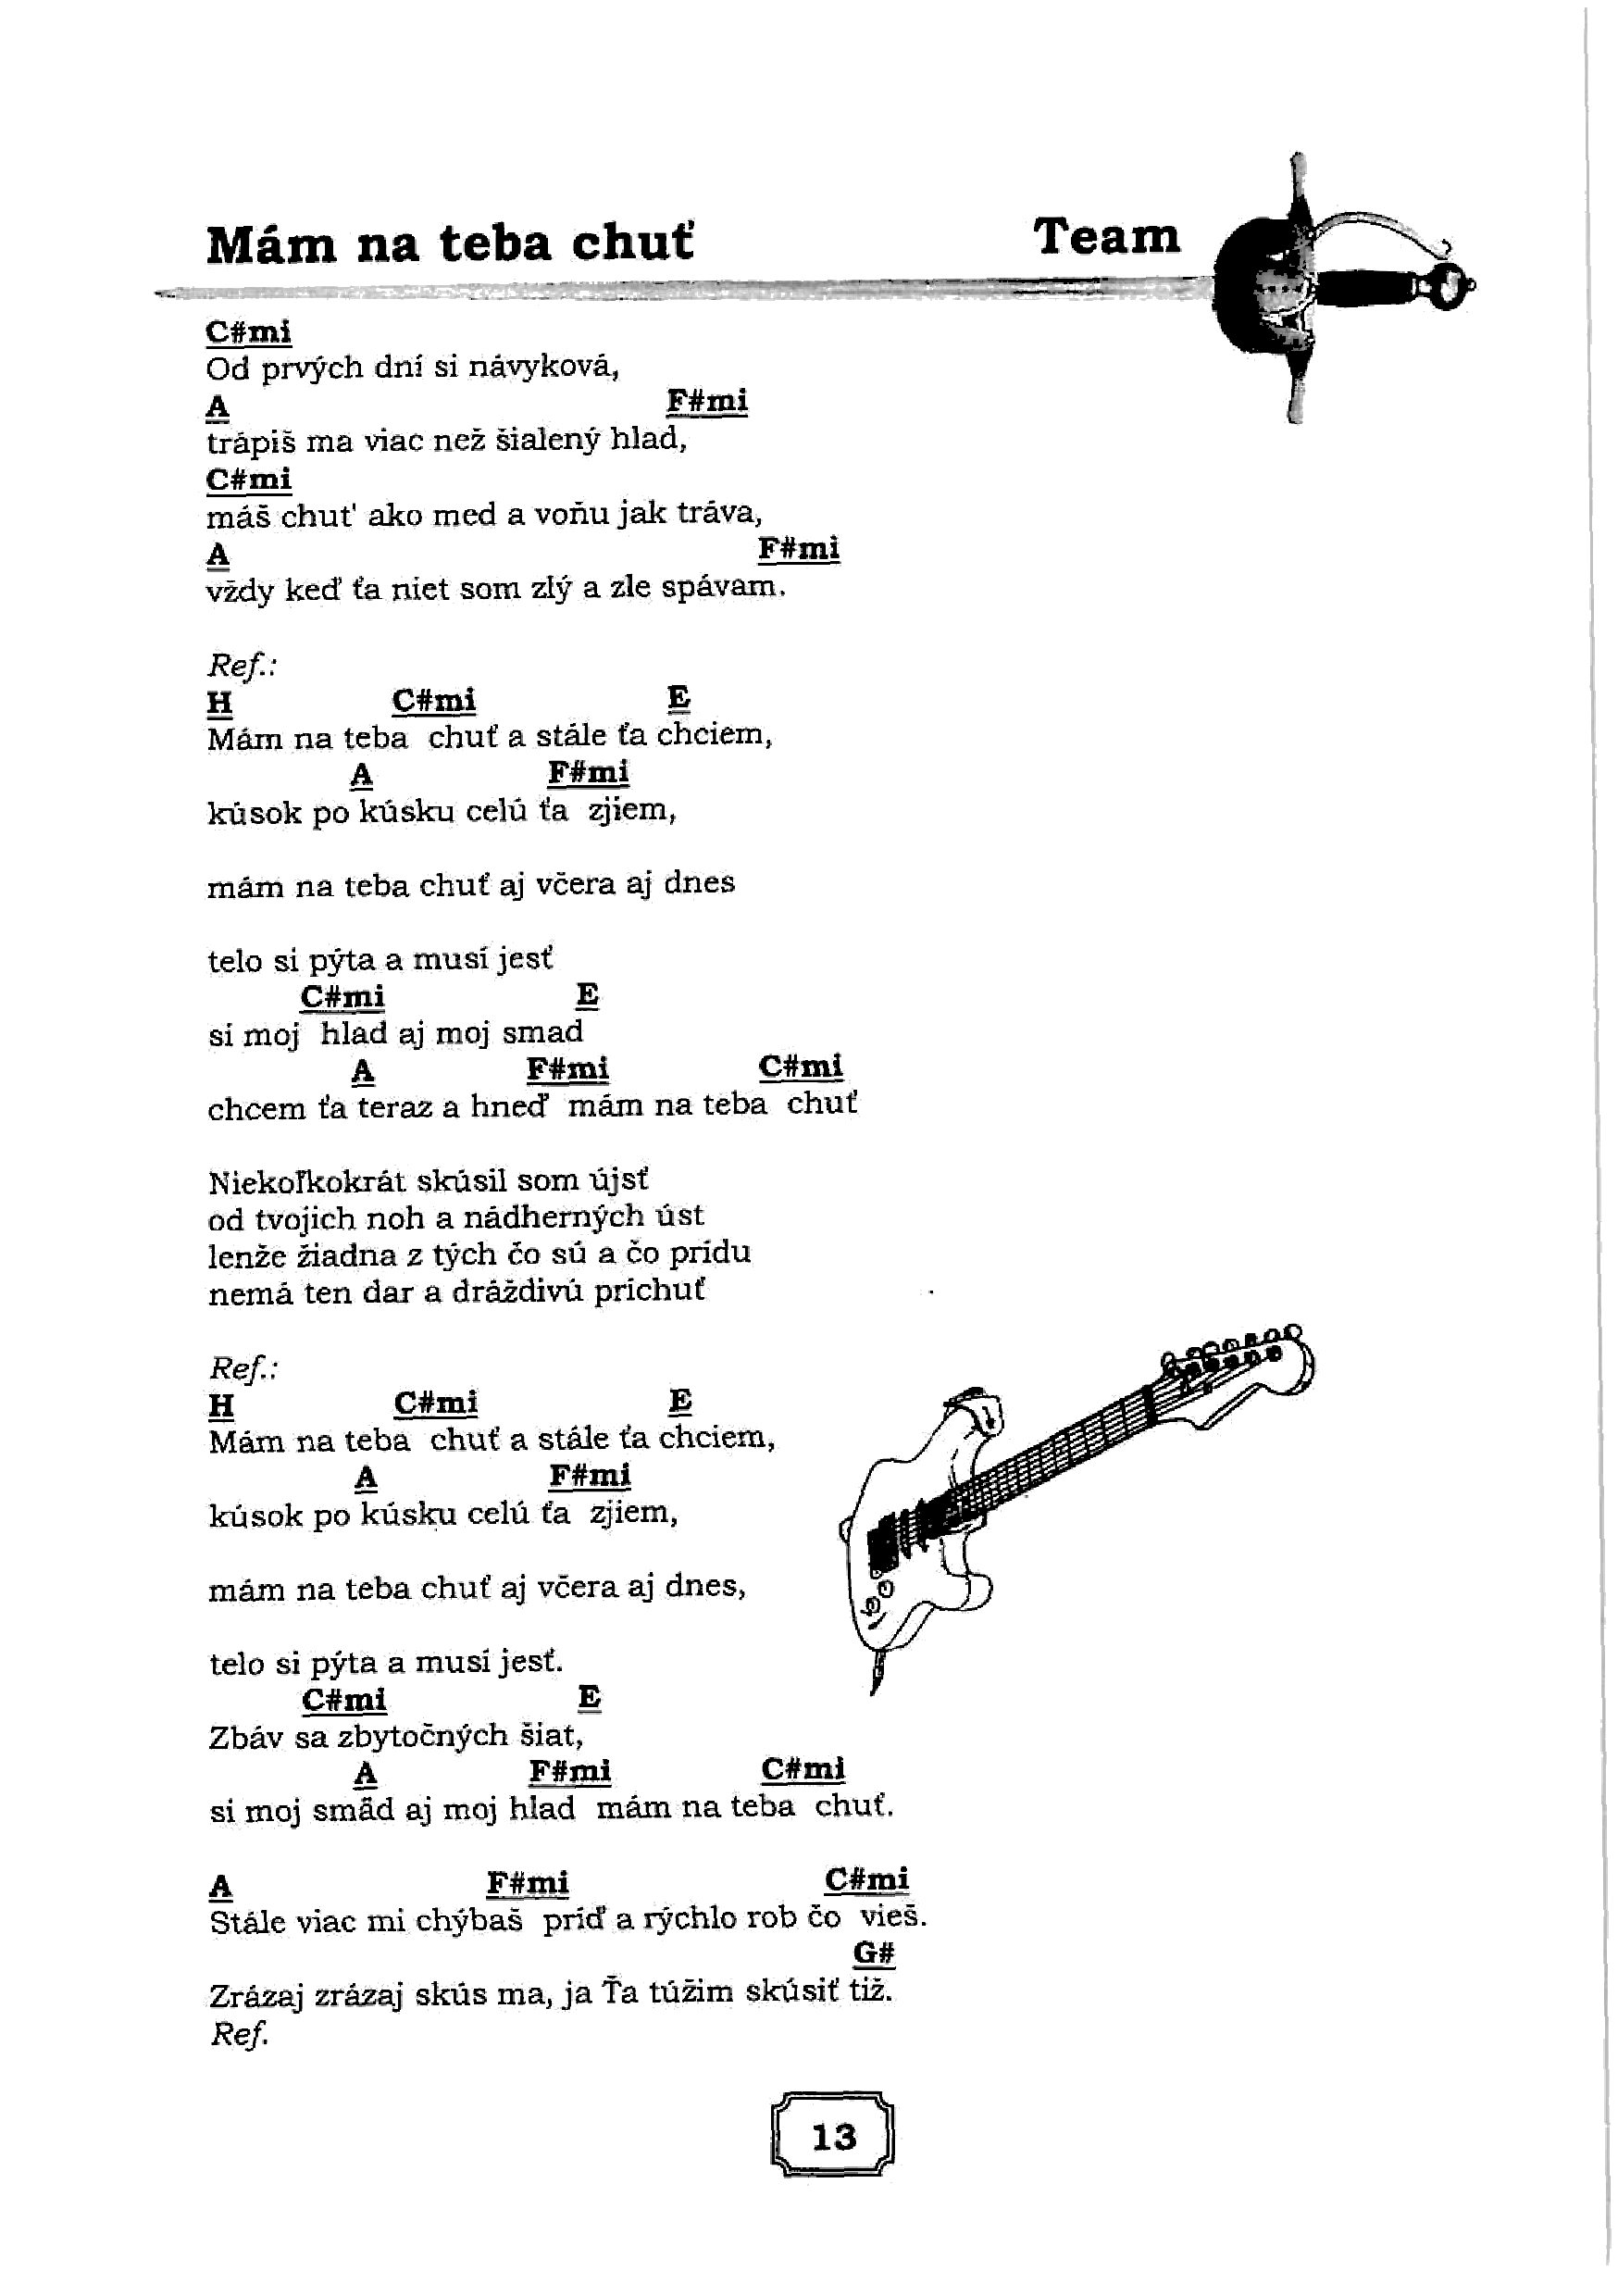 Mám na teba chuť Team
C#mi
Od prvých dní si návyková,
A F#mi
trápiš ma viac než šialený hlad,
C#mi
máš chut' ako med a voňu jak tráva,
A F#mi
vždy keď ťa niet som zlý a zle spávam.
Ref.:
H C#mi E
Mám na teba chuť a stále ťa chciem,
A F#mi
kúsok po kúsku celú ťa zjiem,
mám na teba chuť aj včera aj dnes
telo si pýta a musí jesť
C#mi E
si moj hlad aj moj smad
A F#mi C#mi
chcem ťa teraz a hneď mám na teba chuť
Niekoľkokrát skúsil som újsť
od tvojich noh a nádherných úst
lenže žiadna z tých čo sú a čo prídu
nemá ten dar a dráždivú príchuť
Ref.:
H C#mi E
Mám na teba chuť a stále ťa chciem,
A F#mi
kúsok po kúsku celú ťa zjiem,
mám na teba chuť aj včera aj dnes,
telo si pýta a musí jesť.
C#mi E
Zbáv sa zbytočných šiat,
A F#mi C#mi
si moj smäd aj moj hlad mám na teba chuť.
A F#mi C#mi
Stále viac mi chýbaš príď a rýchlo rob čo vieš.
G#
Zrázaj zrázaj skús ma, ja Ťa túžim skúsiť tiž.
Ref.
13